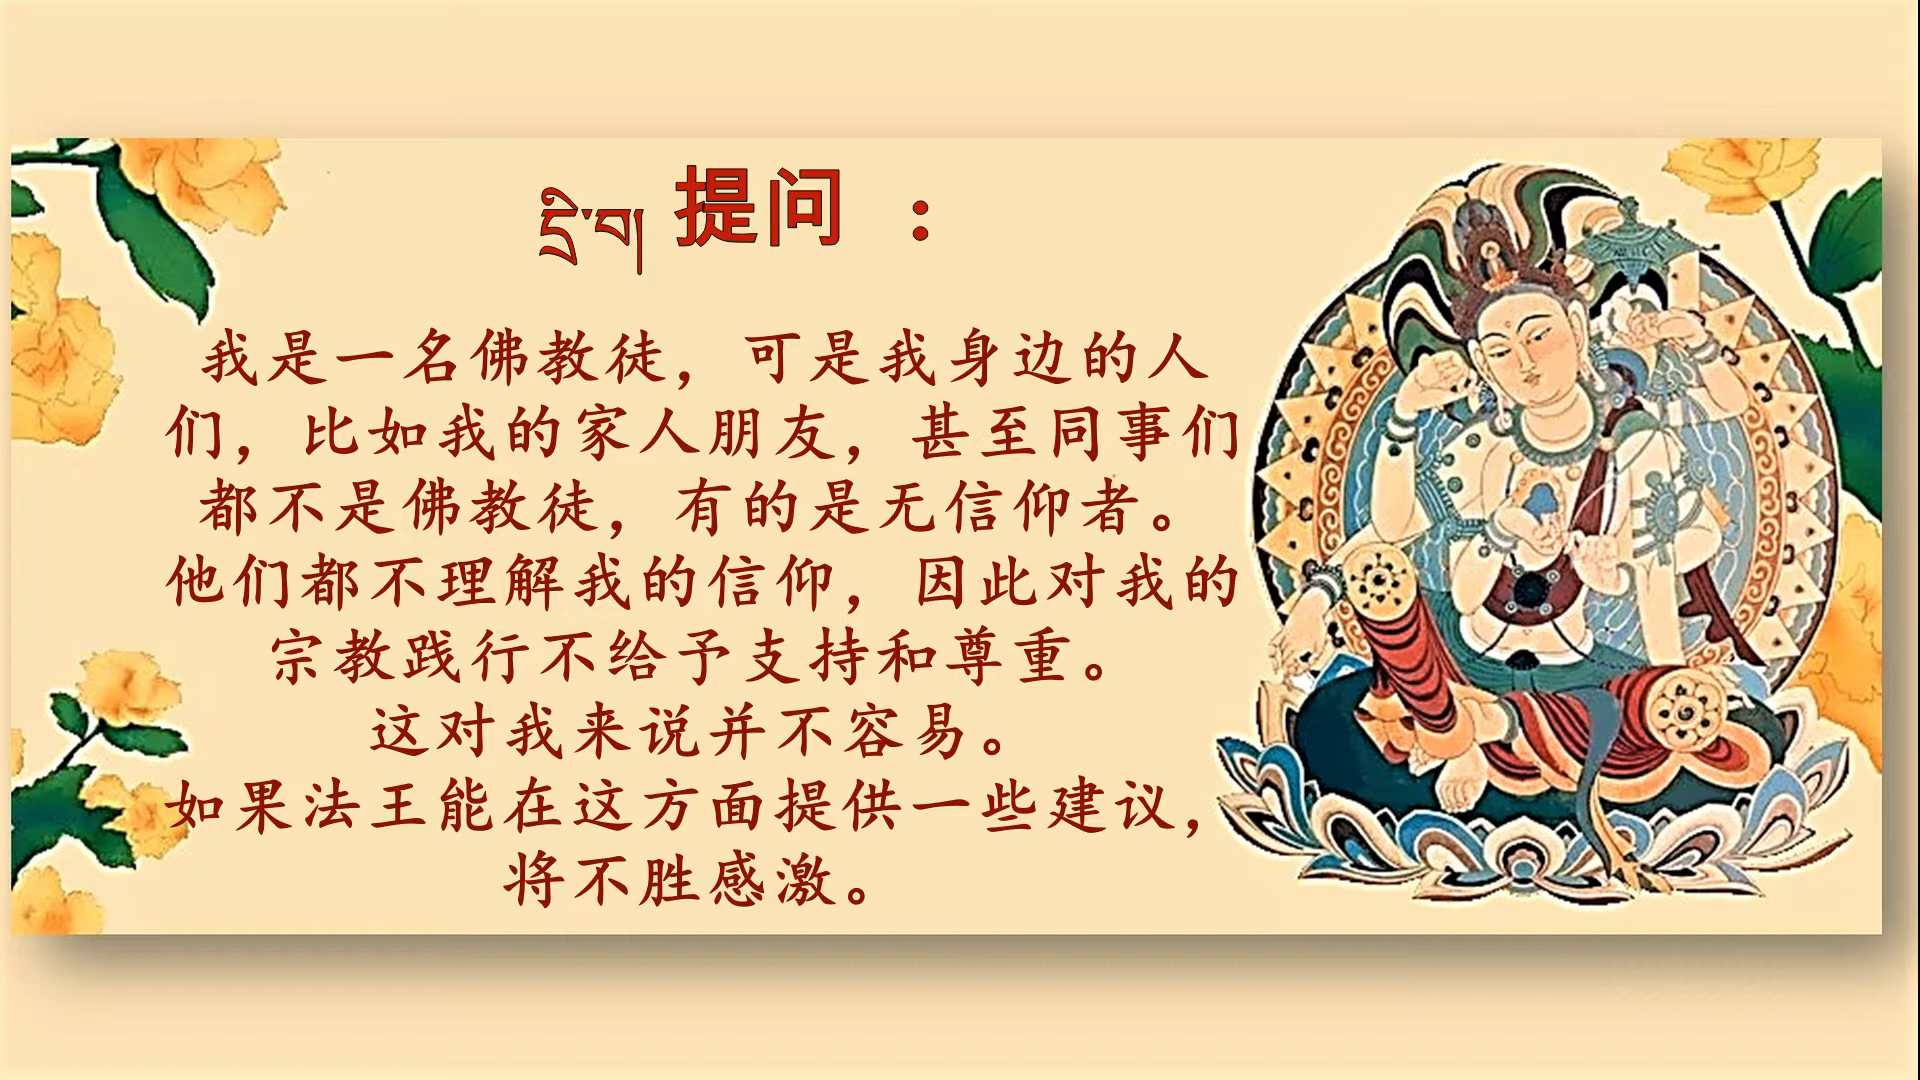 དྲི་བ། 提问 ：
我是一名佛教徒，可是我身边的人
们，比如我的家人朋友，甚至同事们
都不是佛教徒，有的是无信仰者。
他们都不理解我的信仰，因此对我的
宗教践行不给予支持和尊重。
这对我来说并不容易。
如果法王能在这方面提供一些建议，
将不胜感激。